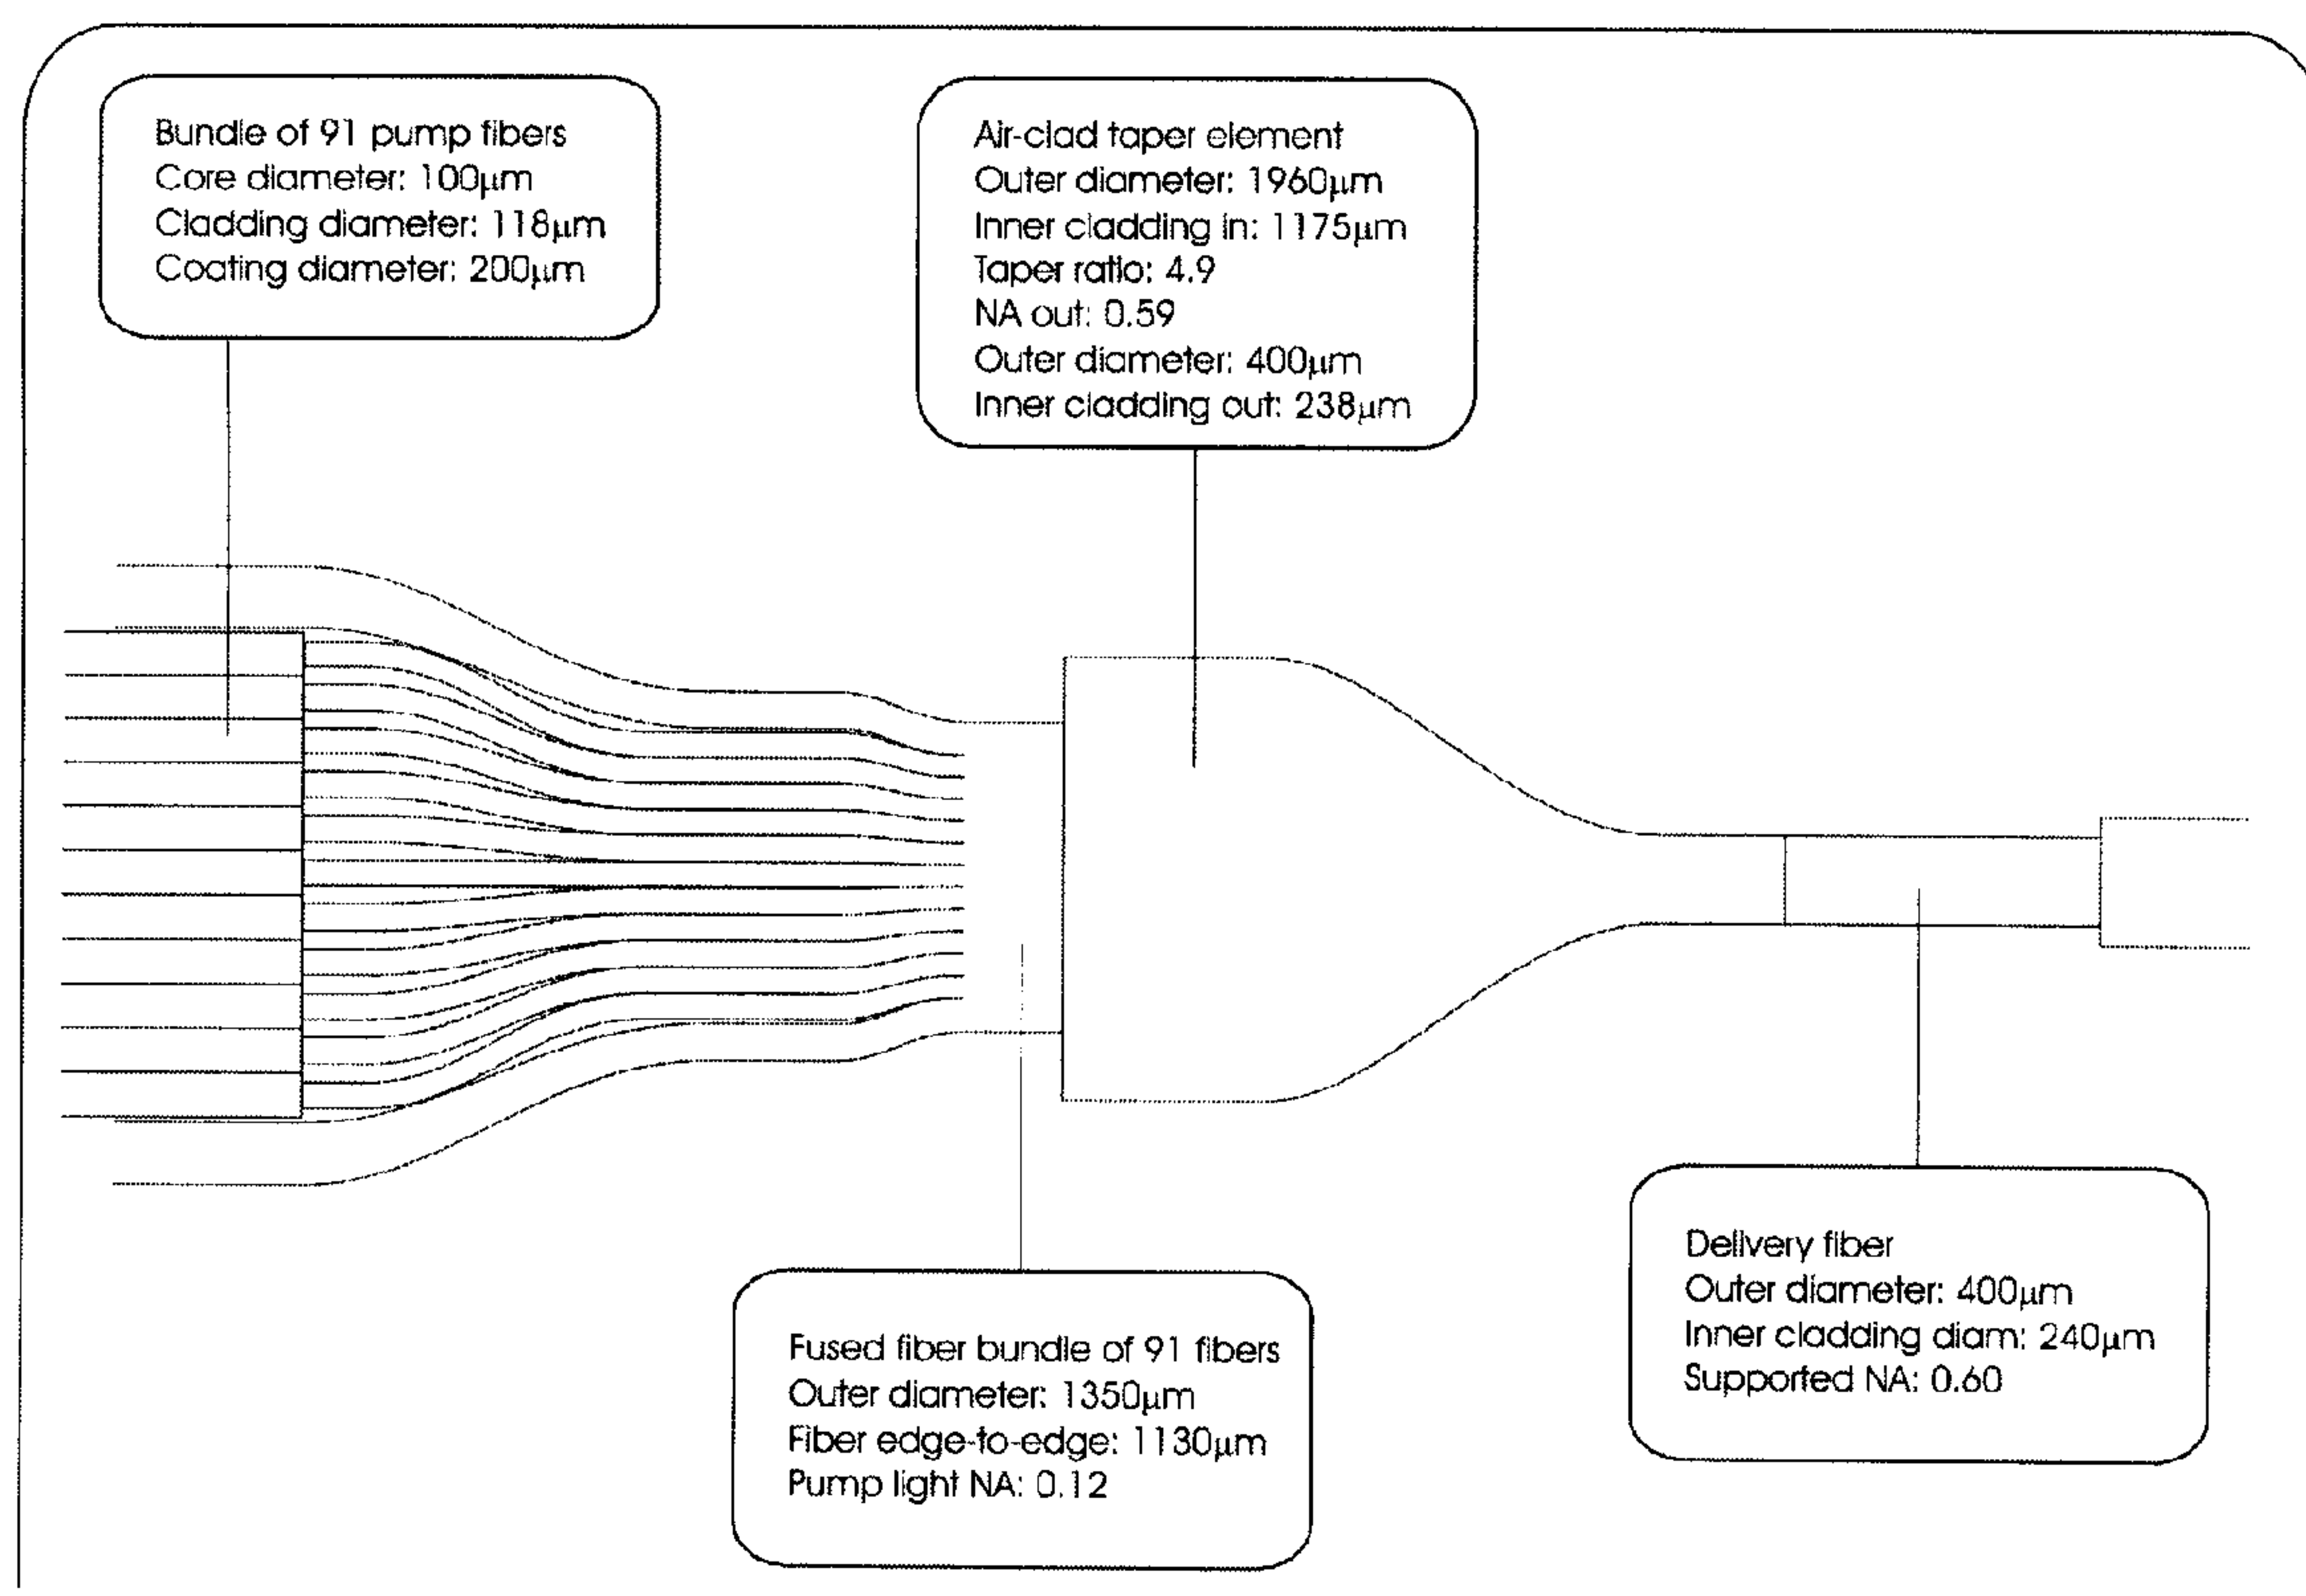 Bundle of 91 pump fibers
Core diameter: 100μm
Cladding diameter: 118μm
Coating diameter: 200μm
Air-clad taper element
Outer diameter: 1960μm
Inner cladding in: 1175μm
Taper ratio: 4.9
NA out: 0.59
Outer diameter: 400μm
Inner cladding out: 238μm
Fused fiber bundle of 91 fibers
Outer diameter: 1350μm
Fiber edge-to-edge: 1130μm
Pump light NA: 0.12
Delivery fiber
Outer diameter: 400μm
Inner cladding diam: 240μm
Supported NA: 0.60